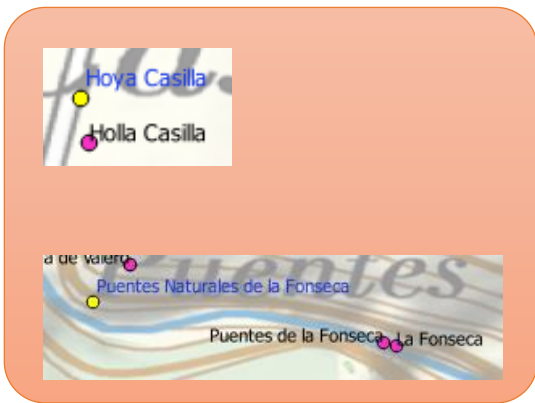 Hoya Casilla
Holla Casilla
a de Valero
Puentes
Puentes Naturales de la Fonseca
Puentes de la Fonseca
La Fonseca